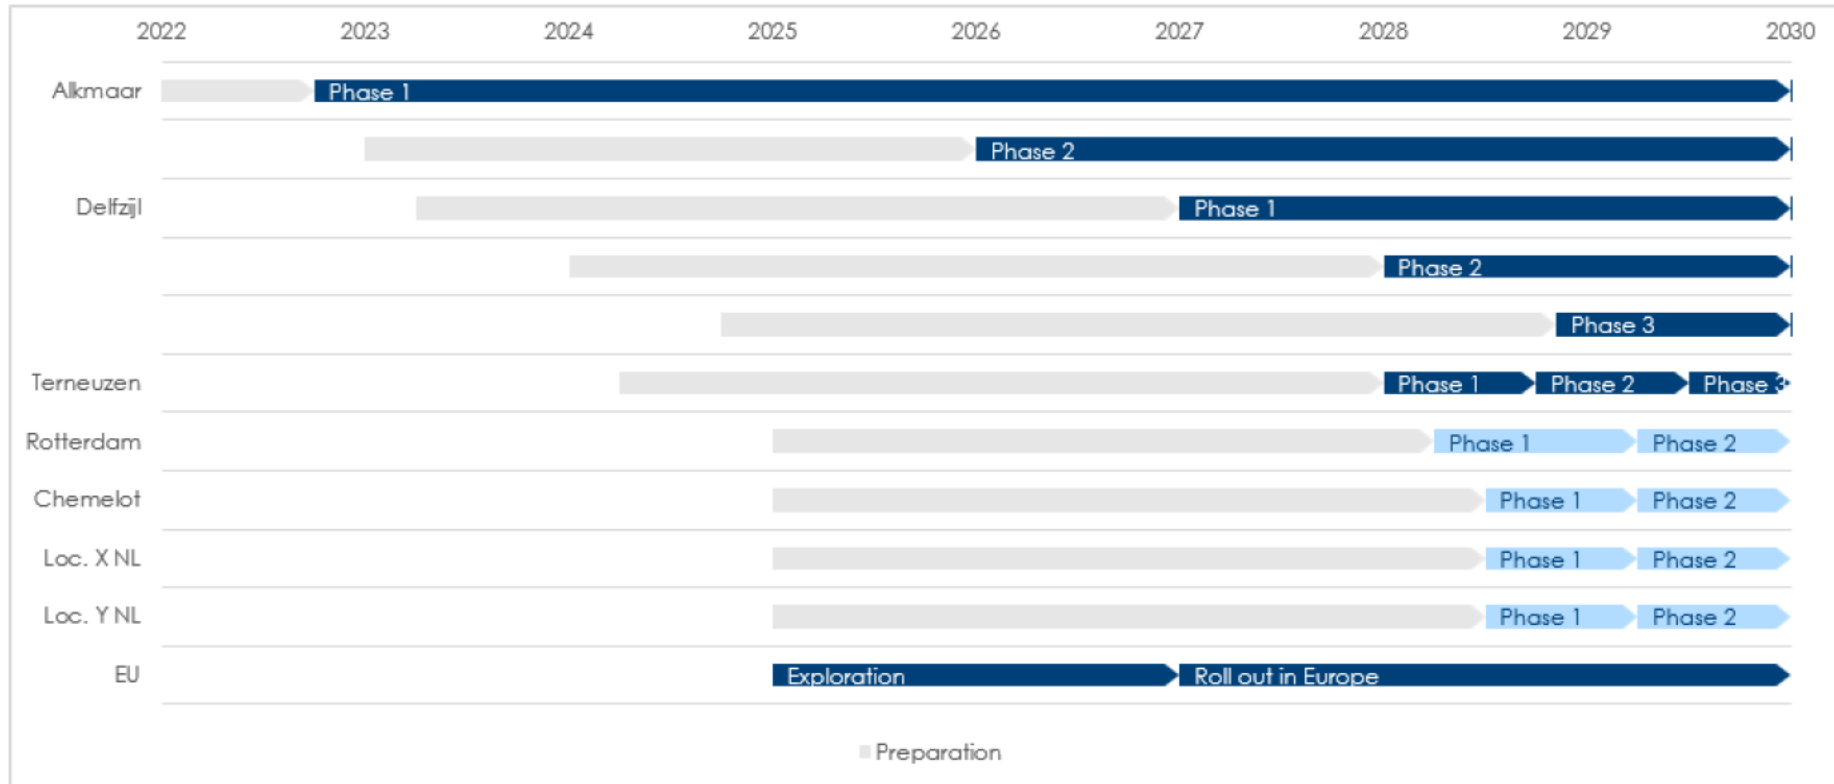 2022 2023 2024 2025 2026 2027 2028 2029 2030
Alkmaar Phase 1
Phase 2
Delfzijl Phase 1
Phase 2
Phase 3
Terneuzen Phase 1 Phase 2 Phase 3
Rotterdam Phase 1 Phase 2
Chemelot Phase 1 Phase 2
Loc. X NL Phase 1 Phase 2
Loc. Y NL Phase 1 Phase 2
EU Exploration Roll out in Europe
Preparation